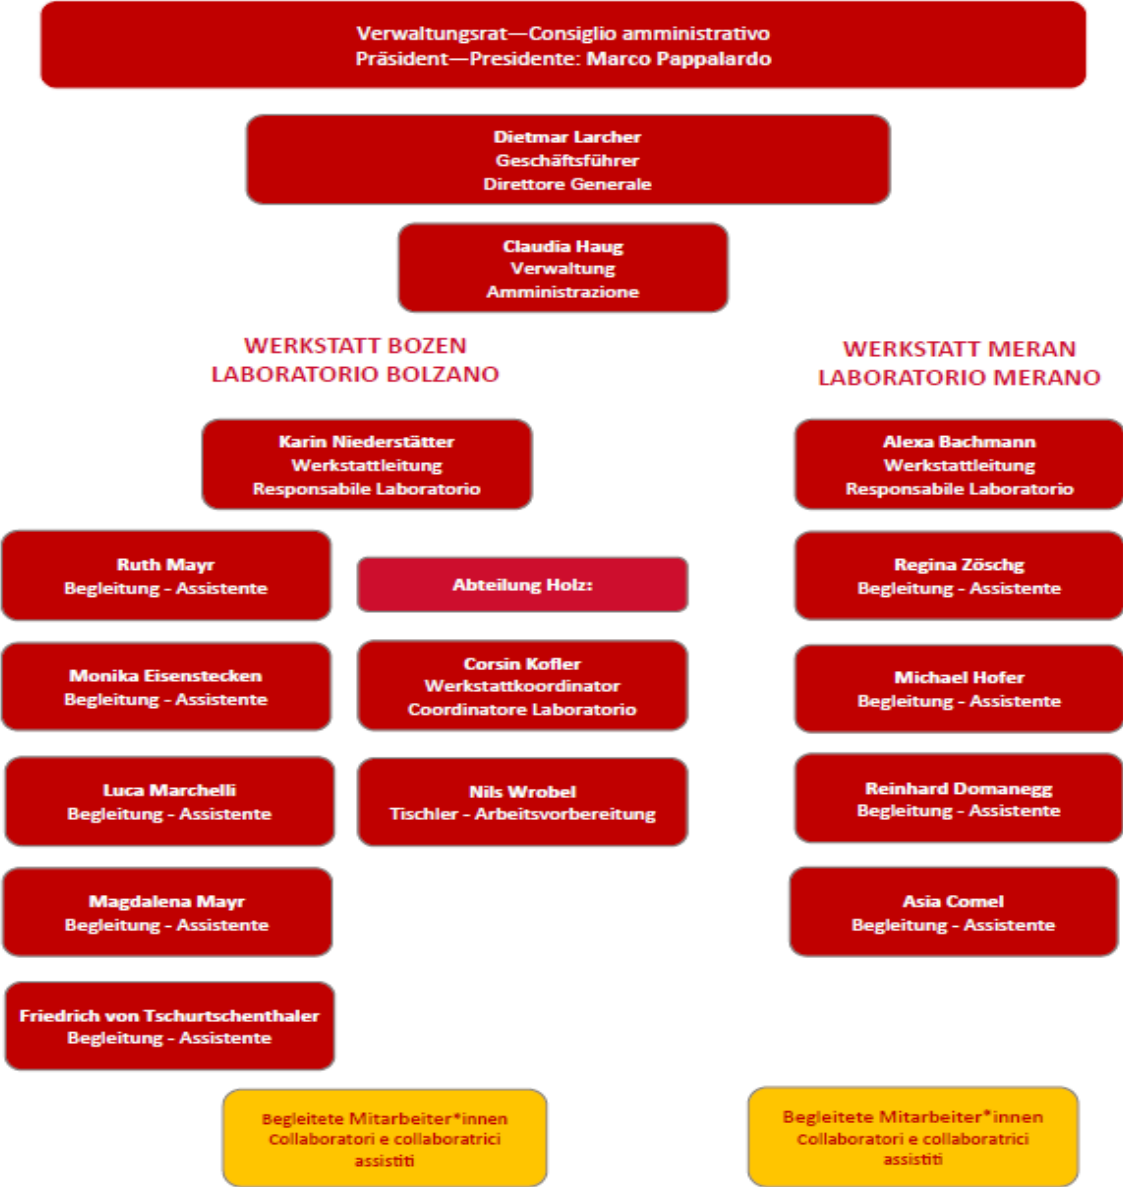 Verwaltungsrat—Consiglio amministrativo
Präsident—Presidente: Marco Pappalardo
Dietmar Larcher
Geschäftsführer
Direttore Generale
Claudia Haug
Verwaltung
Amministrazione
WERKSTATT BOZEN
LABORATORIO BOLZANO
Karin Niederstätter
Werkstattleitung
Responsabile Laboratorio
Ruth Mayr
Begleitung - Assistente
Monika Eisenstecken
Begleitung - Assistente
Luca Marchelli
Begleitung - Assistente
Magdalena Mayr
Begleitung - Assistente
Friedrich von Tschurtschenthaler
Begleitung - Assistente
Abteilung Holz:
Corsin Kofler
Werkstattkoordinator
Coordinatore Laboratorio
Nils Wrobel
Tischler - Arbeitsvorbereitung
Begleitete Mitarbeiter*innen
Collaboratori e collaboratrici
assistiti
WERKSTATT MERAN
LABORATORIO MERANO
Alexa Bachmann
Werkstattleitung
Responsabile Laboratorio
Regina Zöschg
Begleitung - Assistente
Michael Hofer
Begleitung - Assistente
Reinhard Domanegg
Begleitung - Assistente
Asia Comel
Begleitung - Assistente
Begleitete Mitarbeiter*innen
Collaboratori e collaboratrici
assistiti